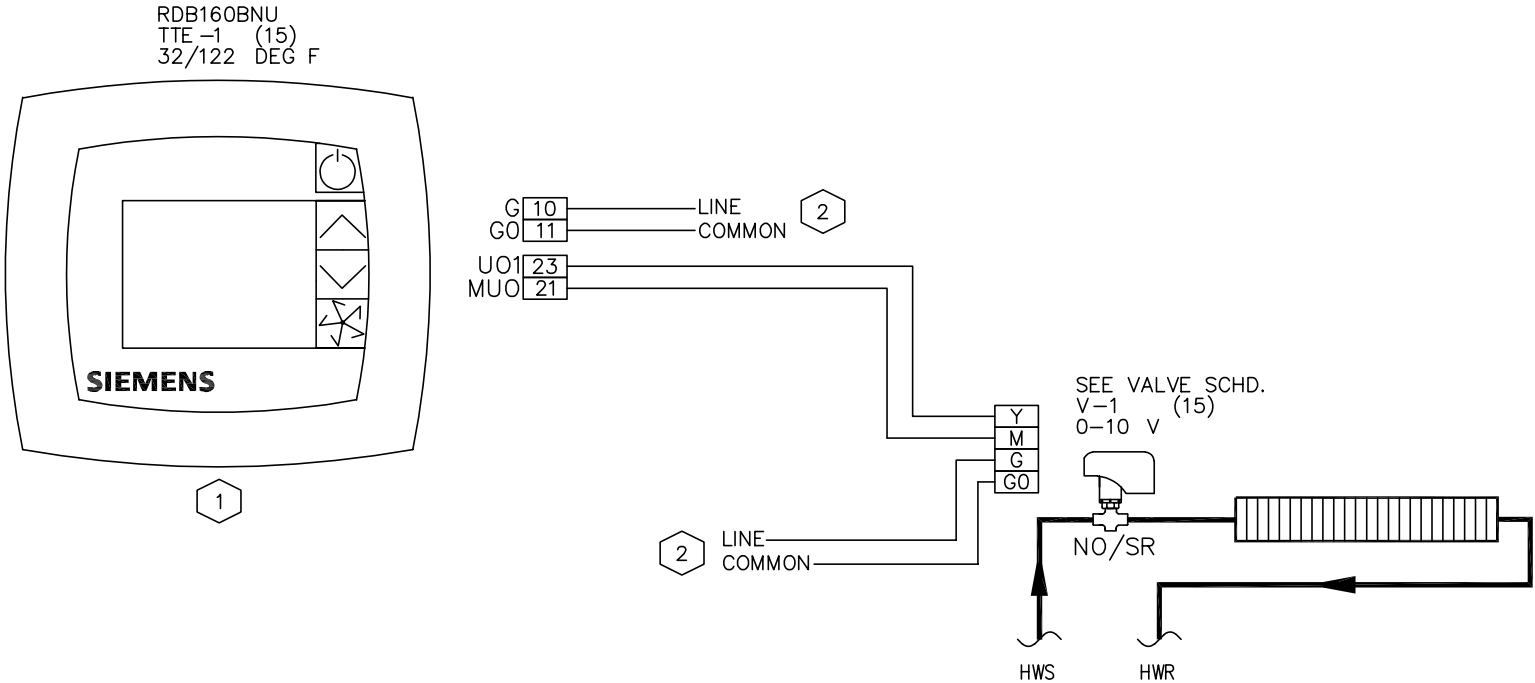 RDB160BNU
TTE-1 (15)
32/122 DEG F
SIEMENS
1
G 10 LINE
G0 11 COMMON
2
UO1 23
MUO 21
SEE VALVE SCHD.
V-1 (15)
0-10 V
Y
M
G
G0
NO/SR
2
LINE
COMMON
HWS
HWR